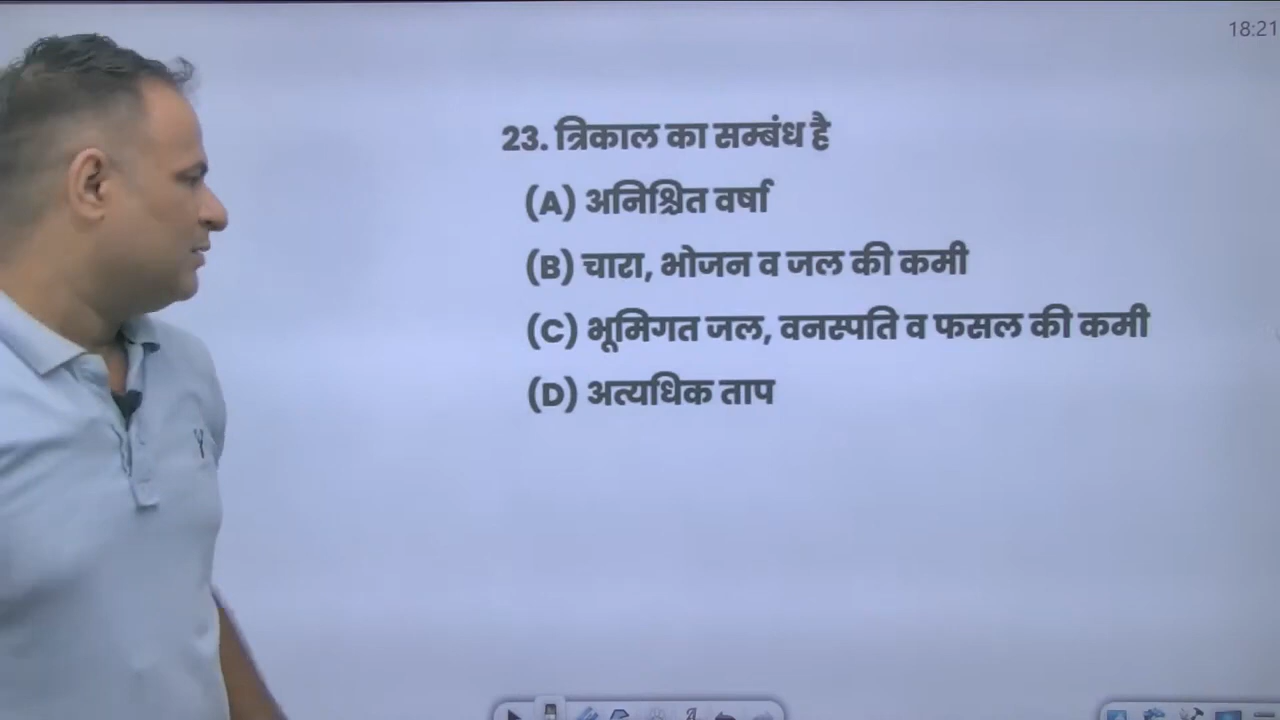 18:21
23. त्रिकाल का सम्बंध है
(A) अनिश्चित वर्षा
(B) चारा, भोजन व जल की कमी
(C) भूमिगत जल, वनस्पति व फसल की कमी
(D) अत्यधिक ताप